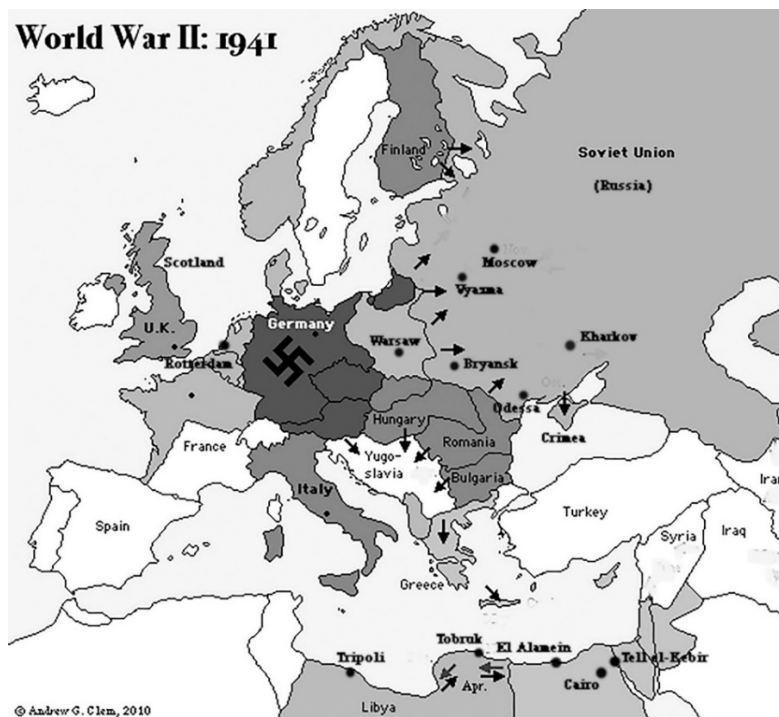 World War II: 1941
Finland
Soviet Union
(Russia)
Scotland
Moscow
Vyazma
U.K.
Germany
Warsaw
Kharkov
Rotterdam
Bryansk
Odessa
Crimea
Hungary
France
Romania
Yugo-
slavia
Bulgaria
Italy
Spain
Turkey
Iran
Iraq
Syria
Greece
Tobruk
El Alamein
Tripoli
Tell el-Kebir
Apr.
Cairo
Libya
© Andrew G. Clem, 2010